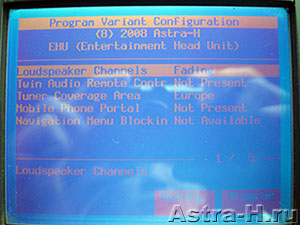 Program Variant Configuration
(8) 2008 Astra-H
EHU (Entertainment Head Unit)
Loudspeaker Channels Fading
Twin Audio Remote Contr Not Present
Tuner Coverage Area Europe
Mobile Phone Portal Not Present
Navigation Menu Blockin Not Available
1 / 5
Loudspeaker Channels
Astra-H.ru